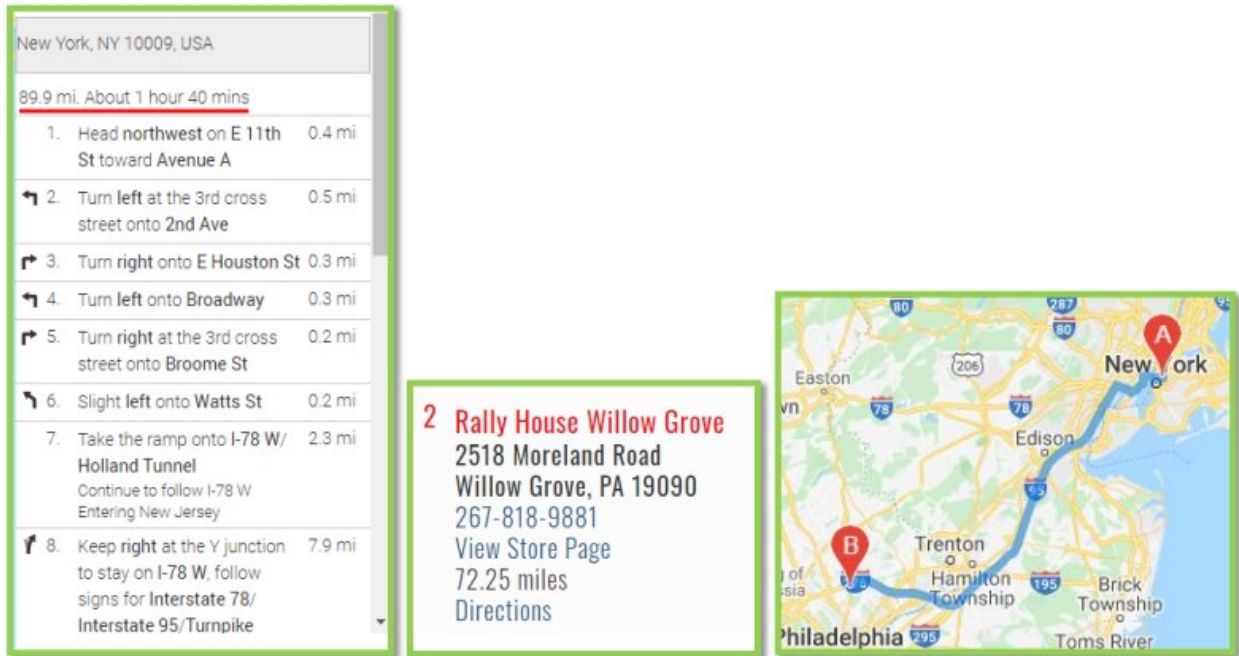 New York, NY 10009, USA
89.9 mi. About 1 hour 40 mins
1. Head northwest on E 11th 0.4 mi
St toward Avenue A
2. Turn left at the 3rd cross 0.5 mi
street onto 2nd Ave
3. Turn right onto E Houston St 0.3 mi
4. Turn left onto Broadway 0.3 mi
5. Turn right at the 3rd cross 0.2 mi
street onto Broome St
6. Slight left onto Watts St 0.2 mi
7. Take the ramp onto I-78 W/ 2.3 mi
Holland Tunnel
Continue to follow I-78 W
Entering New Jersey
8. Keep right at the Y junction 7.9 mi
to stay on I-78 W, follow
signs for Interstate 78/
Interstate 95/Turnpike
2 Rally House Willow Grove
2518 Moreland Road
Willow Grove, PA 19090
267-818-9881
View Store Page
72.25 miles
Directions
80
287
95
80
A
206
New York
Easton
78
78
Edison
95
B
Trenton
Hamilton
Township
195
Brick
Township
Philadelphia
295
Toms River